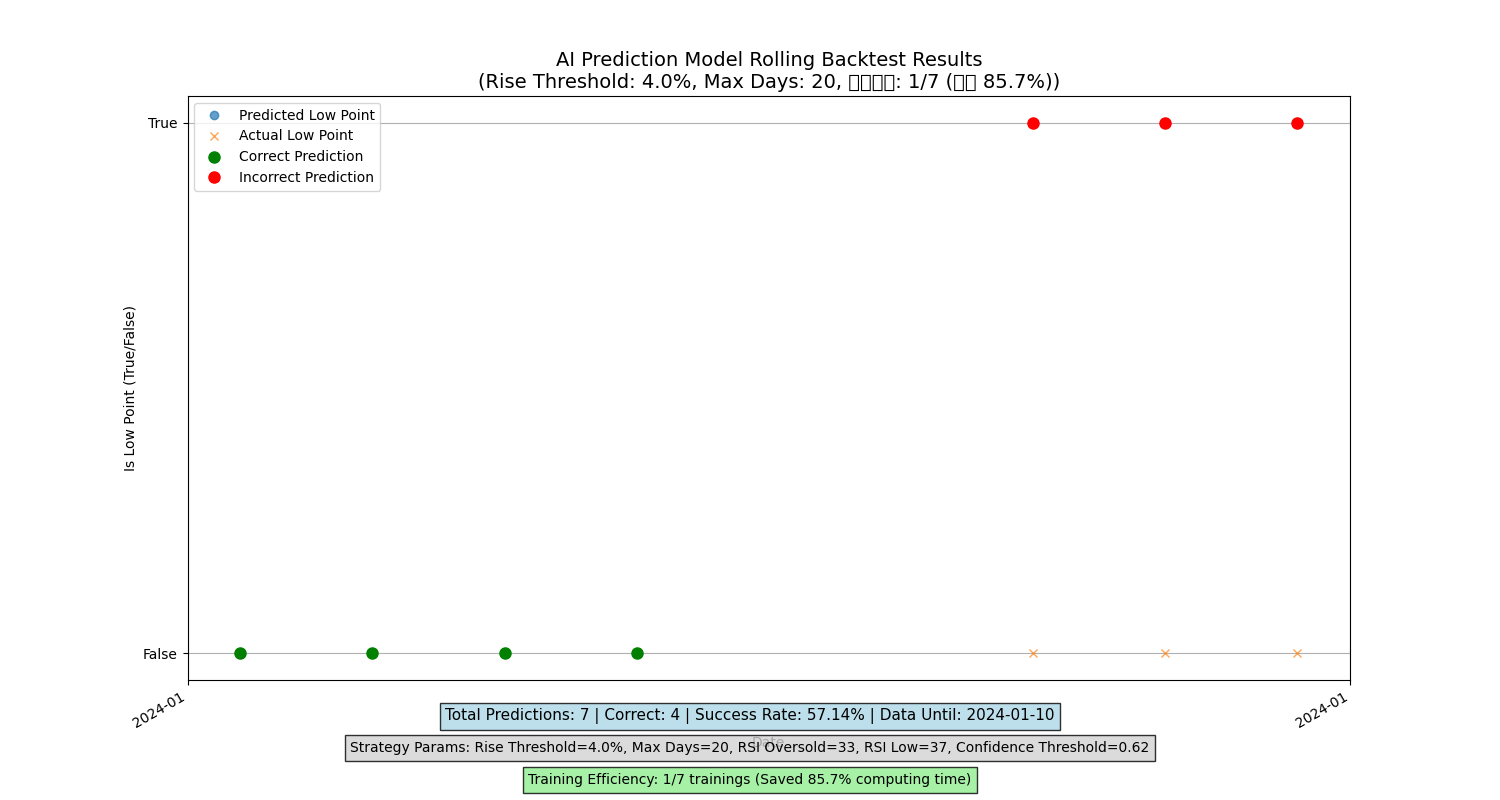 AI Prediction Model Rolling Backtest Results
(Rise Threshold: 4.0%, Max Days: 20, : 1/7 ( 85.7%))
Predicted Low Point
Actual Low Point
Correct Prediction
Incorrect Prediction
Is Low Point (True/False)
True
False
2024-01
2024-01
Date
Total Predictions: 7 | Correct: 4 | Success Rate: 57.14% | Data Until: 2024-01-10
Strategy Params: Rise Threshold=4.0%, Max Days=20, RSI Oversold=33, RSI Low=37, Confidence Threshold=0.62
Training Efficiency: 1/7 trainings (Saved 85.7% computing time)